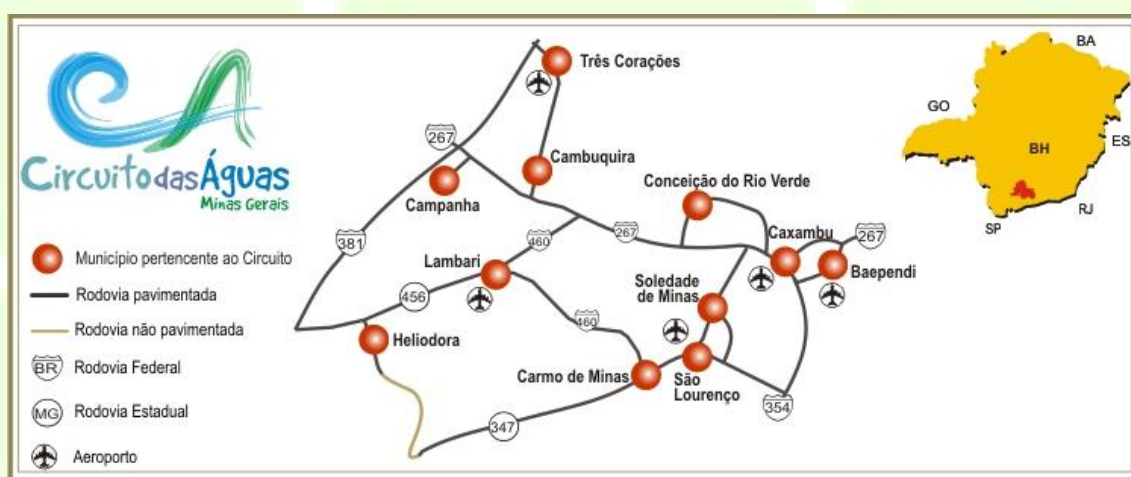 Circuito das Águas
Minas Gerais
Município pertencente ao Circuito
Rodovia pavimentada
Rodovia não pavimentada
BR Rodovia Federal
MG Rodovia Estadual
Aeroporto
Três Corações
267
Cambuquira
Campanha
Conceição do Rio Verde
381
460
267
Caxambu
267
Lambari
Baependi
456
Soledade
de Minas
460
Heliodora
Carmo de Minas
São
Lourenço
354
347
BA
GO
ES
BH
RJ
SP